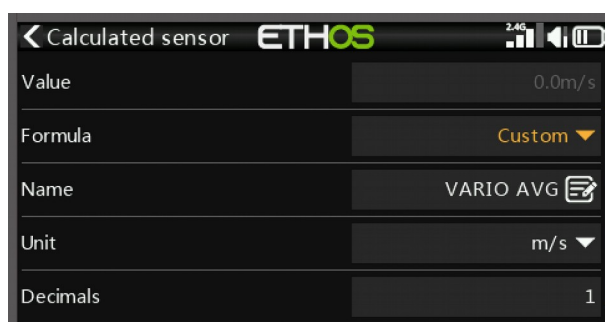 Calculated sensor ETHOS 2.4G
Value 0.0m/s
Formula Custom
Name VARIO AVG
Unit m/s
Decimals 1